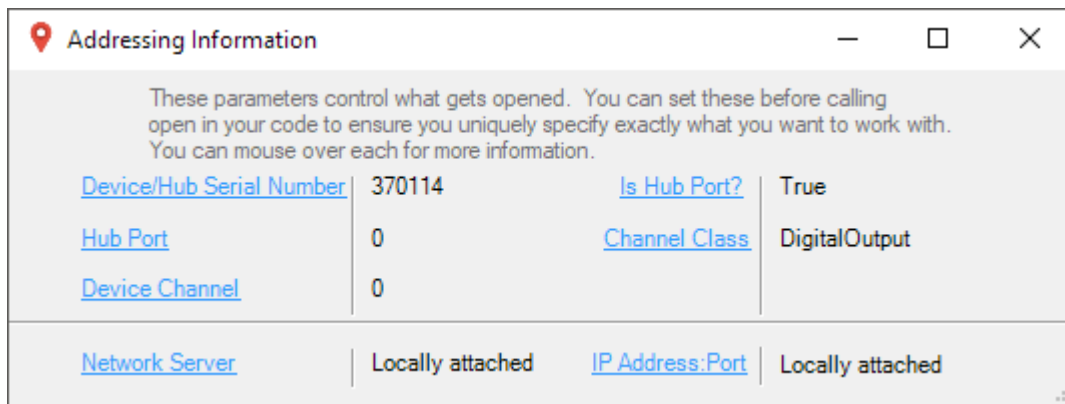 Addressing Information
These parameters control what gets opened.  You can set these before calling
open in your code to ensure you uniquely specify exactly what you want to work with.
You can mouse over each for more information.
Device/Hub Serial Number 370114 Is Hub Port? True
Hub Port 0 Channel Class DigitalOutput
Device Channel 0
Network Server Locally attached IP Address:Port Locally attached